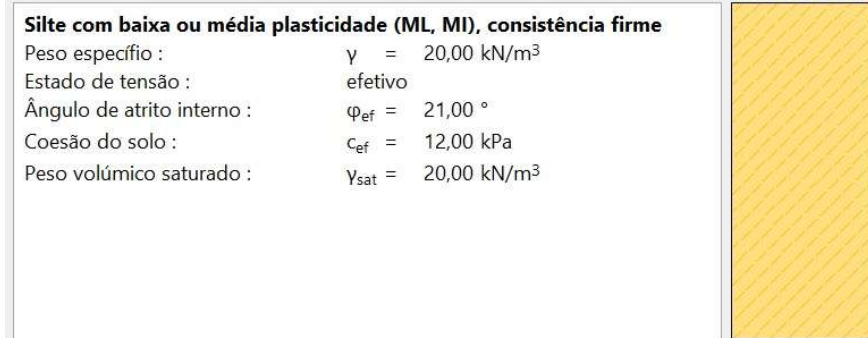 Silte com baixa ou média plasticidade (ML, MI), consistência firme
Peso específio : γ = 20,00 kN/m³
Estado de tensão : efetivo
Ângulo de atrito interno : φef = 21,00 °
Coesão do solo : cef = 12,00 kPa
Peso volúmico saturado : γsat = 20,00 kN/m³